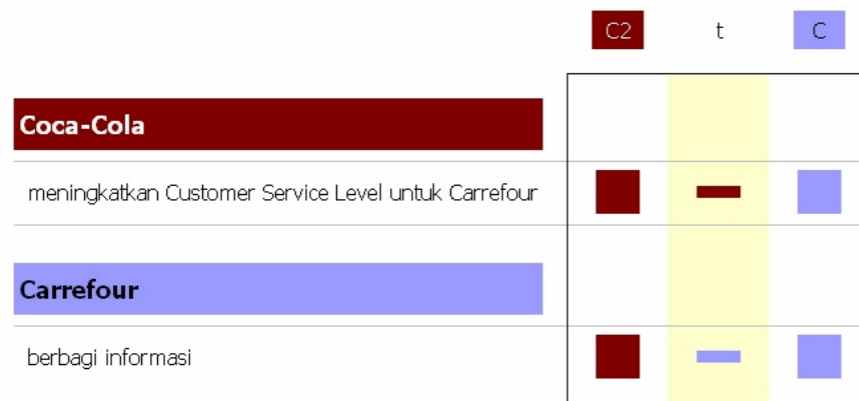 C2 t C
Coca-Cola
meningkatkan Customer Service Level untuk Carrefour
Carrefour
berbagi informasi